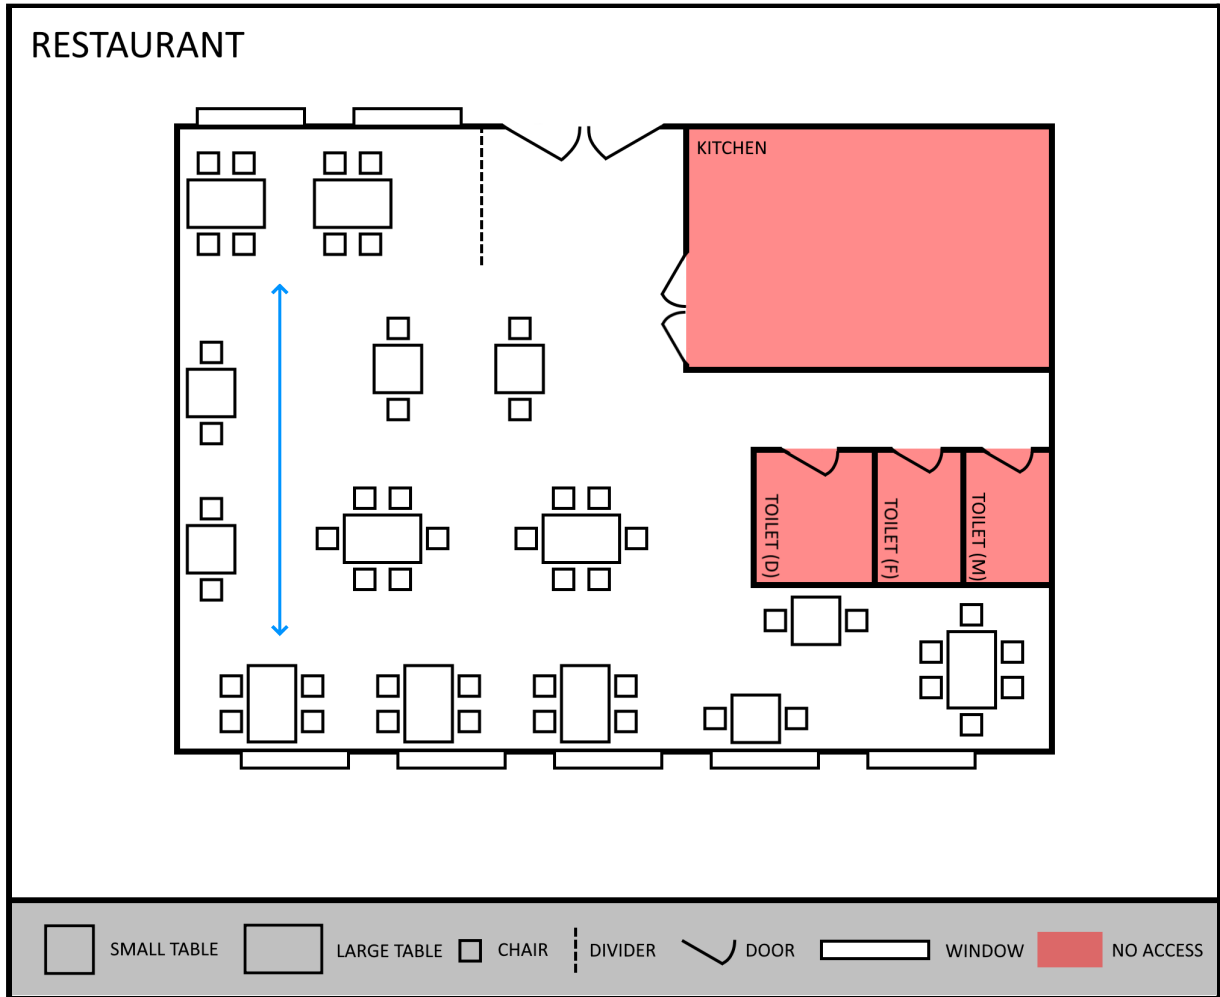 RESTAURANT
KITCHEN
TOILET (D)
TOILET (F)
TOILET (M)
SMALL TABLE
LARGE TABLE
CHAIR
DIVIDER
DOOR
WINDOW
NO ACCESS